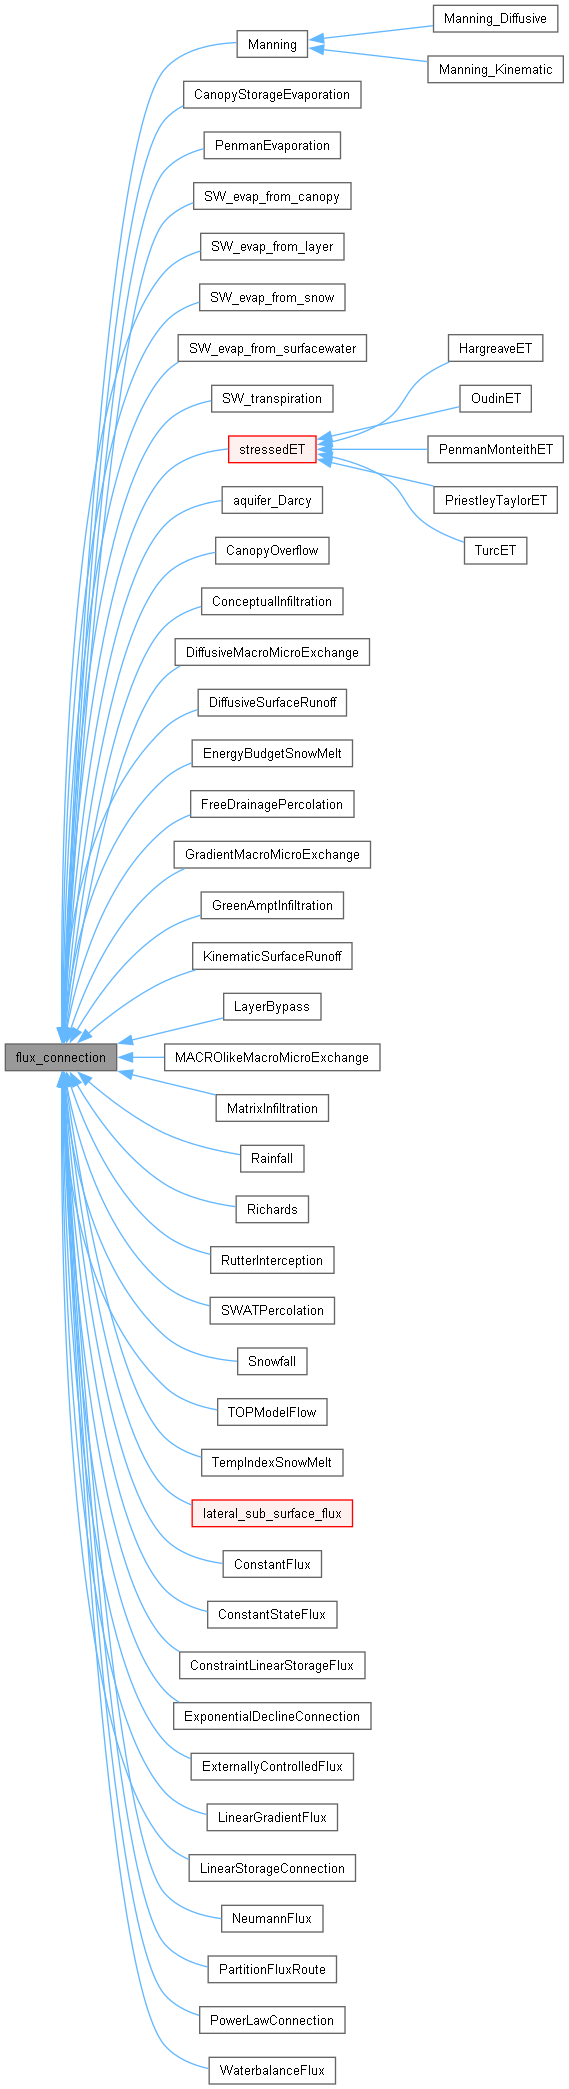 Manning_Diffusive
Manning
Manning_Kinematic
CanopyStorageEvaporation
PenmanEvaporation
SW_evap_from_canopy
SW_evap_from_layer
SW_evap_from_snow
SW_evap_from_surfacewater
HargreaveET
SW_transpiration
OudinET
stressedET
PenmanMonteithET
aquifer_Darcy
PriestleyTaylorET
CanopyOverflow
TurcET
ConceptualInfiltration
DiffusiveMacroMicroExchange
DiffusiveSurfaceRunoff
EnergyBudgetSnowMelt
FreeDrainagePercolation
GradientMacroMicroExchange
GreenAmptInfiltration
KinematicSurfaceRunoff
LayerBypass
flux_connection
MACROlikeMacroMicroExchange
MatrixInfiltration
Rainfall
Richards
RutterInterception
SWATPercolation
Snowfall
TOPModelFlow
TempIndexSnowMelt
lateral_sub_surface_flux
ConstantFlux
ConstantStateFlux
ConstraintLinearStorageFlux
ExponentialDeclineConnection
ExternallyControlledFlux
LinearGradientFlux
LinearStorageConnection
NeumannFlux
PartitionFluxRoute
PowerLawConnection
WaterbalanceFlux